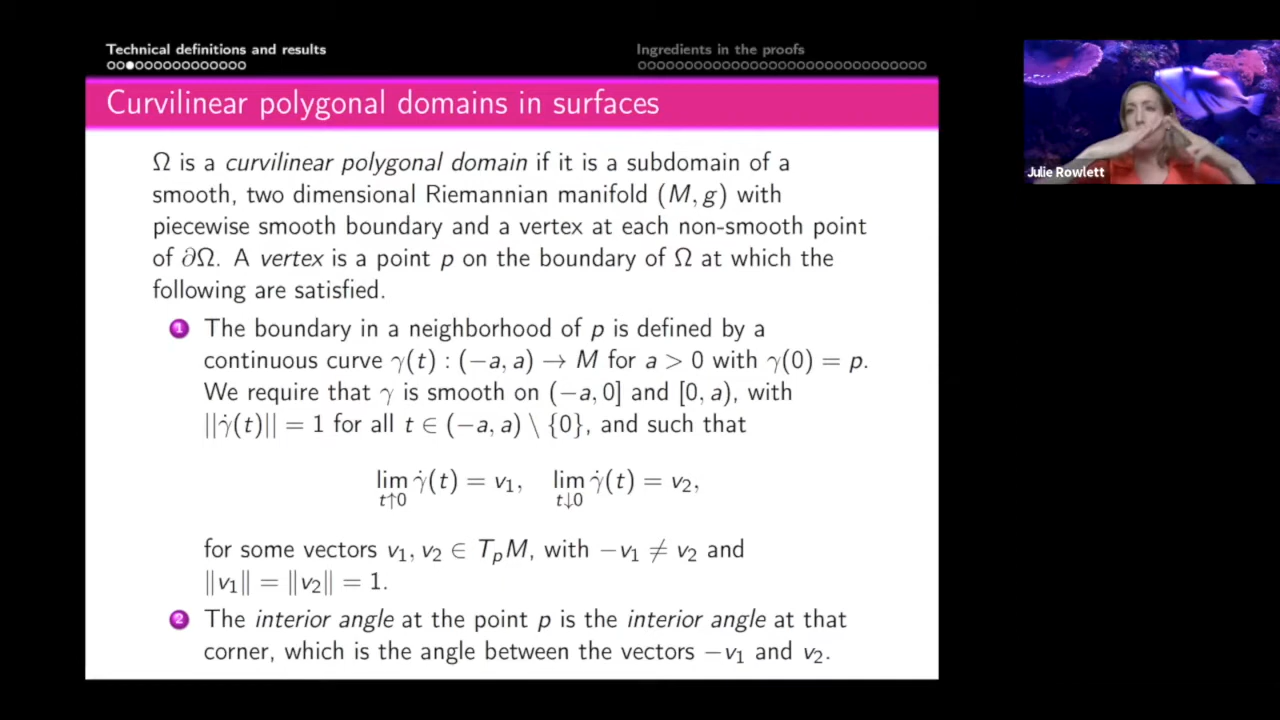 Technical definitions and results
Ingredients in the proofs
Curvilinear polygonal domains in surfaces
Ω is a curvilinear polygonal domain if it is a subdomain of a
smooth, two dimensional Riemannian manifold (M, g) with
piecewise smooth boundary and a vertex at each non-smooth point
of ∂Ω. A vertex is a point p on the boundary of Ω at which the
following are satisfied.
1 The boundary in a neighborhood of p is defined by a
continuous curve γ(t) : (−a, a) → M for a > 0 with γ(0) = p.
We require that γ is smooth on (−a, 0] and [0, a), with
||γ̇(t)|| = 1 for all t ∈ (−a, a) \ {0}, and such that
lim_{t↑0} γ̇(t) = v₁, lim_{t↓0} γ̇(t) = v₂,
for some vectors v₁, v₂ ∈ TₚM, with −v₁ ≠ v₂ and
‖v₁‖ = ‖v₂‖ = 1.
2 The interior angle at the point p is the interior angle at that
corner, which is the angle between the vectors −v₁ and v₂.
Julie Rowlett